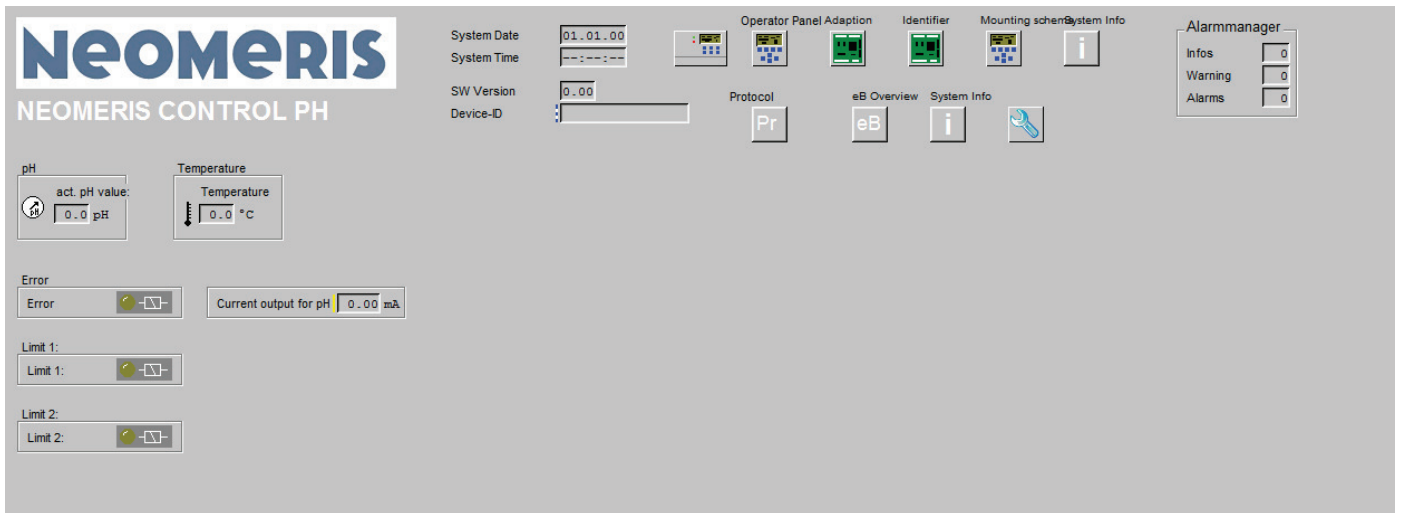 NEOMERIS
NEOMERIS CONTROL PH
System Date 01.01.00
System Time --:--:--
SW Version 0.00
Device-ID
Operator Panel Adaption Identifier Mounting schema System Info
i
Protocol eB Overview System Info
Pr eB i
Alarmmanager
Infos 0
Warning 0
Alarms 0
pH
act. pH value:
pH 0.0 pH
Temperature
Temperature
0.0 °C
Error
Error
Current output for pH 0.00 mA
Limit 1:
Limit 1:
Limit 2:
Limit 2: